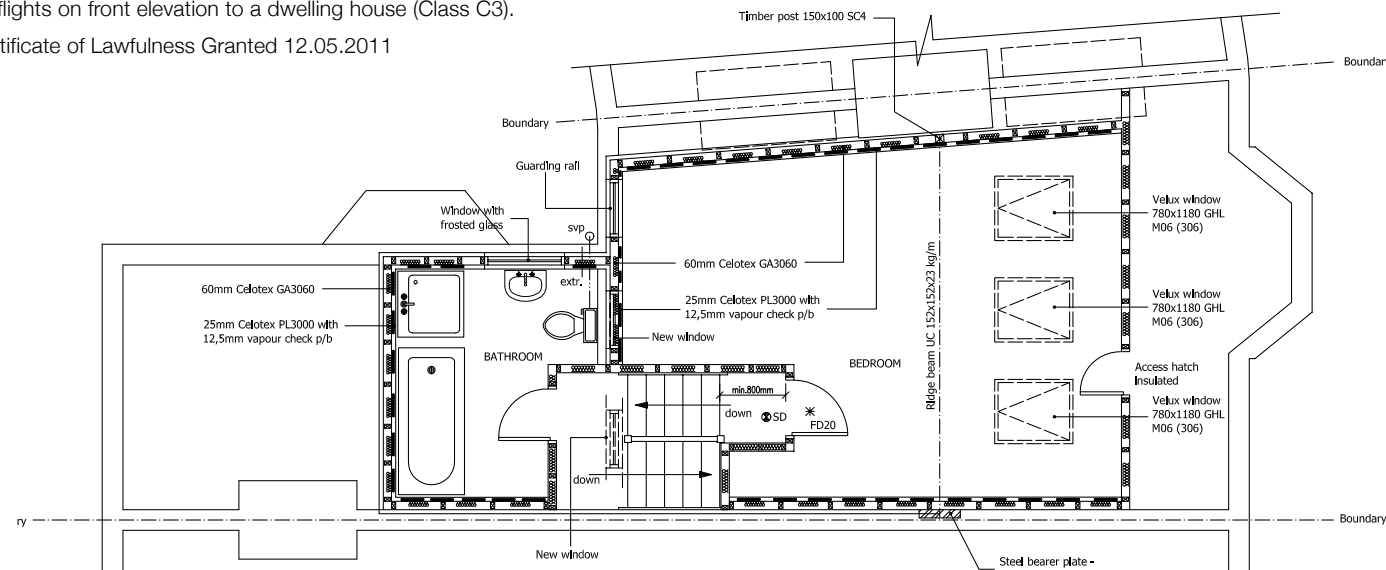 flights on front elevation to a dwelling house (Class C3).
tificate of Lawfulness Granted 12.05.2011
Timber post 150x100 SC4
Boundar
Boundary
Guarding rail
Window with
frosted glass
svp
Velux window
780x1180 GHL
M06 (306)
60mm Celotex GA3060
extr.
60mm Celotex GA3060
25mm Celotex PL3000 with
12,5mm vapour check p/b
25mm Celotex PL3000 with
12,5mm vapour check p/b
New window
Ridge beam UC 152x152x23 kg/m
Velux window
780x1180 GHL
M06 (306)
BATHROOM
BEDROOM
Access hatch
Insulated
min.800mm
down
SD
FD20
Velux window
780x1180 GHL
M06 (306)
down
ry
Boundary
New window
Steel bearer plate -